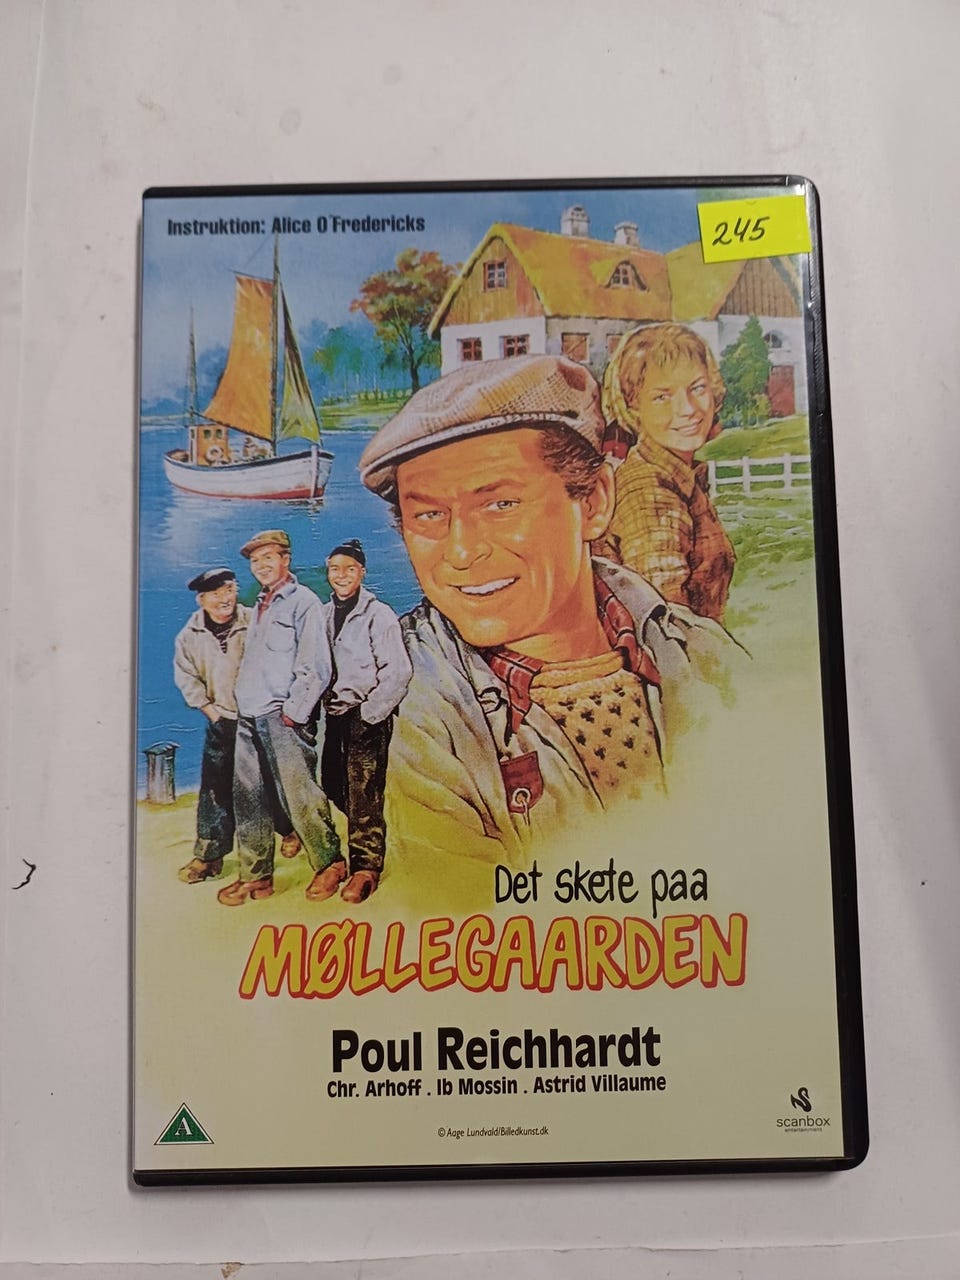 Instruktion: Alice O'Fredericks
245
Det skete paa
MØLLEGAARDEN
Poul Reichhardt
Chr. Arhoff . Ib Mossin . Astrid Villaume
A
© Aage Lundvald/Billedkunst.dk
scanbox
entertainment